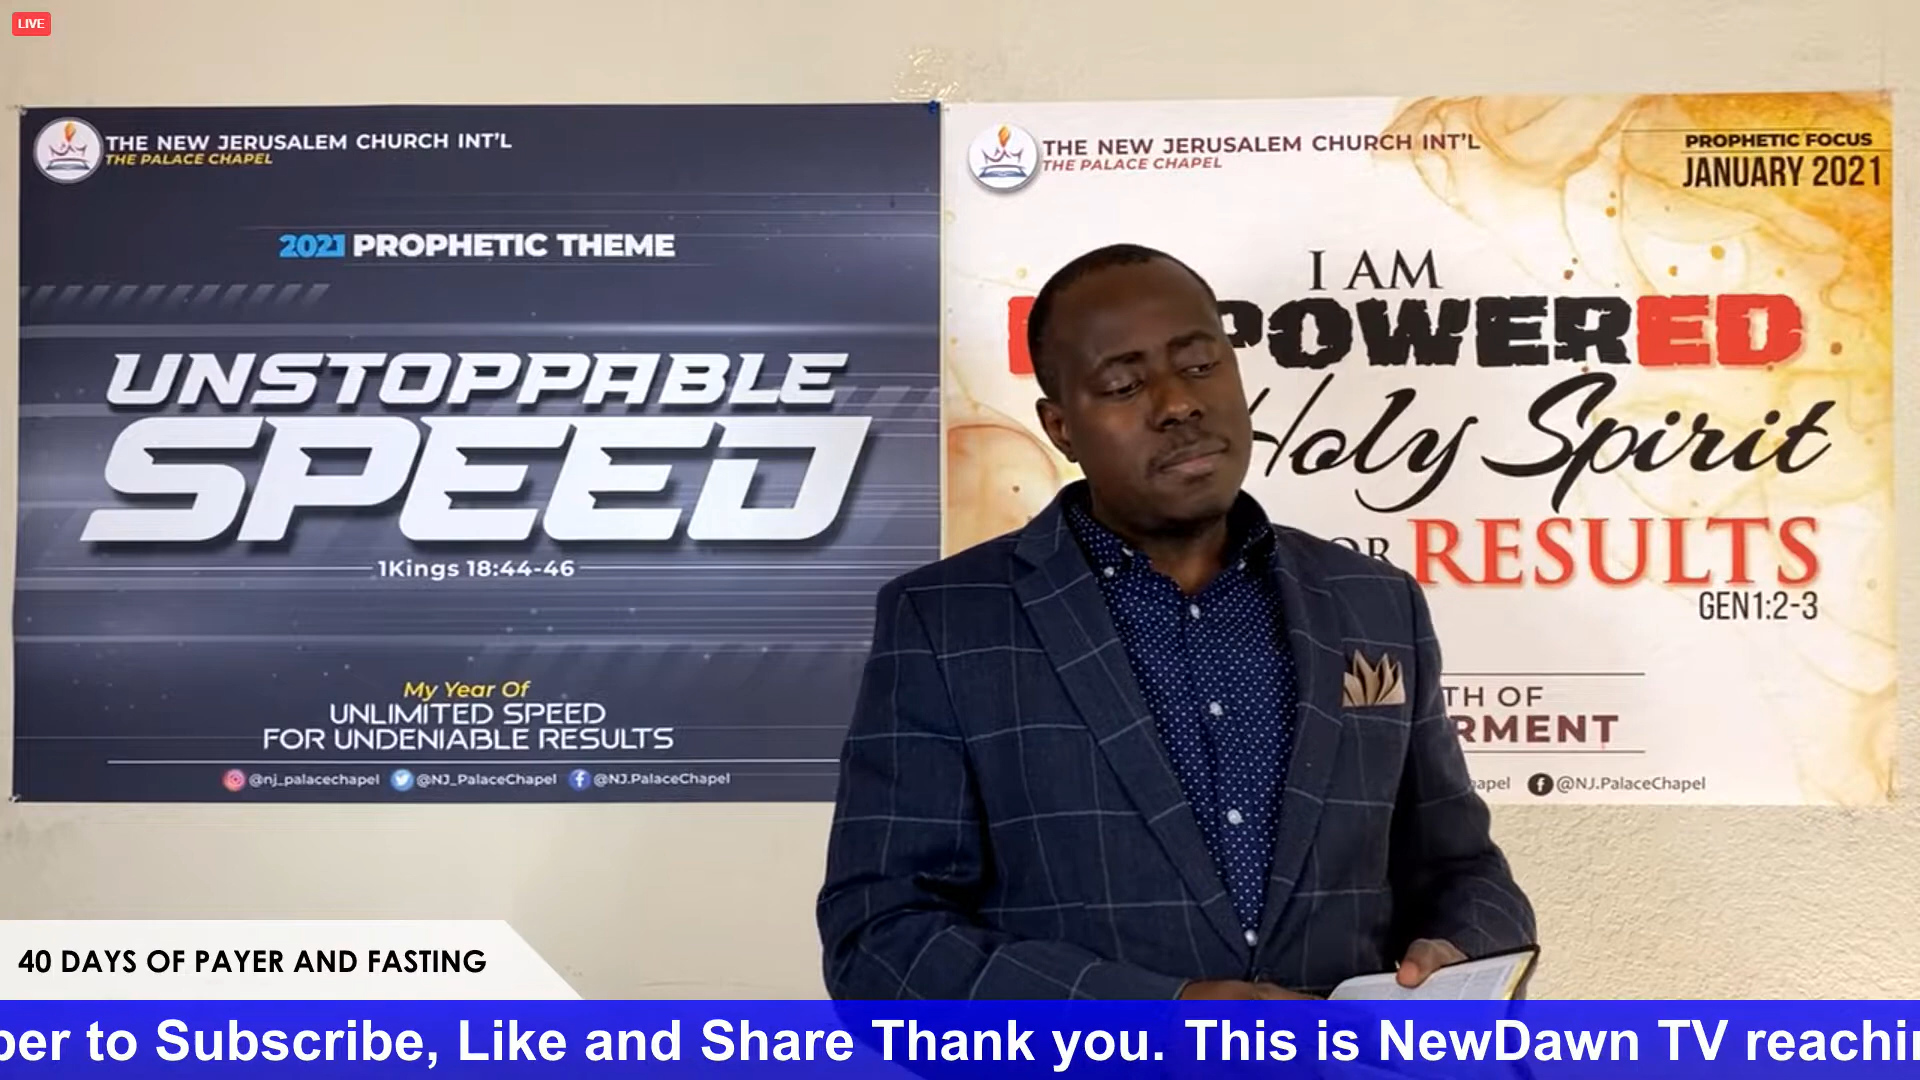 LIVE
THE NEW JERUSALEM CHURCH INT'L
THE PALACE CHAPEL
2021 PROPHETIC THEME
UNSTOPPABLE
SPEED
1Kings 18:44-46
My Year Of
UNLIMITED SPEED
FOR UNDENIABLE RESULTS
@nj_palacechapel @NJ_PalaceChapel @NJ.PalaceChapel
THE NEW JERUSALEM CHURCH INT'L
THE PALACE CHAPEL
PROPHETIC FOCUS
JANUARY 2021
I AM
POWERED
Holy Spirit
OR RESULTS
GEN1:2-3
TH OF
RMENT
apel @NJ.PalaceChapel
40 DAYS OF PAYER AND FASTING
ber to Subscribe, Like and Share Thank you. This is NewDawn TV reachin